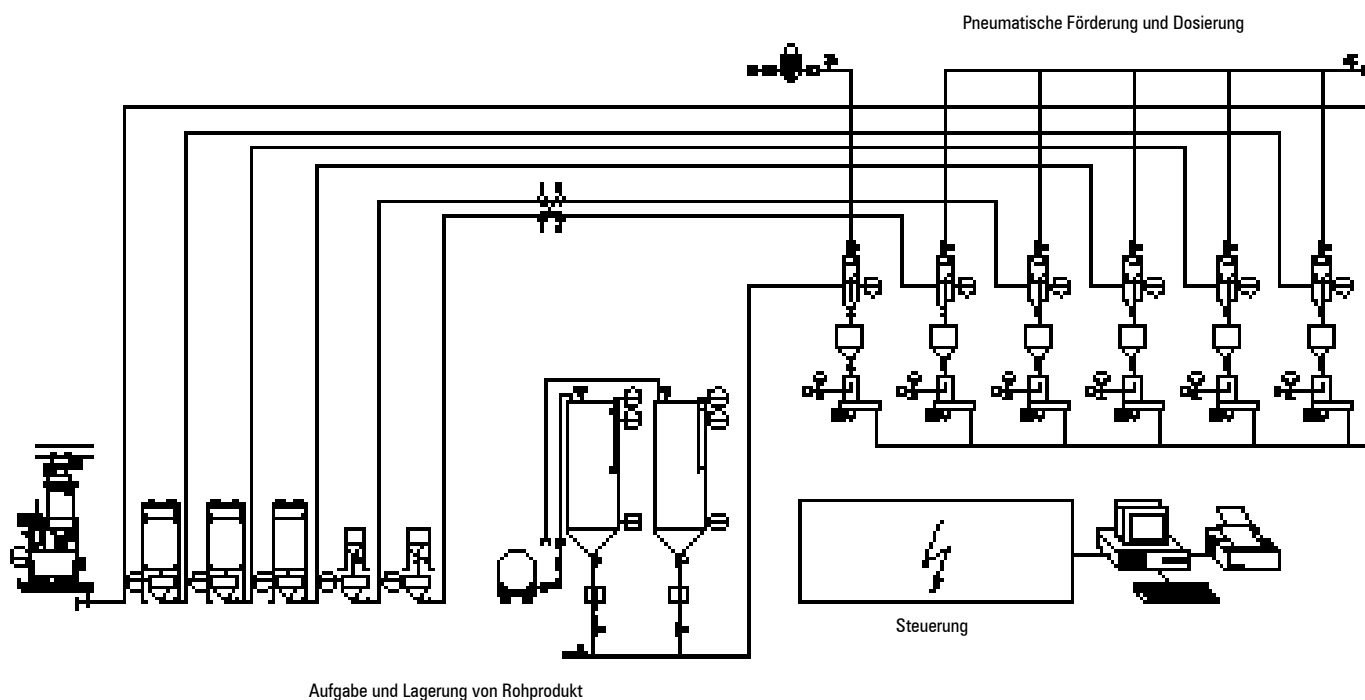 Pneumatische Förderung und Dosierung
Steuerung
Aufgabe und Lagerung von Rohprodukt